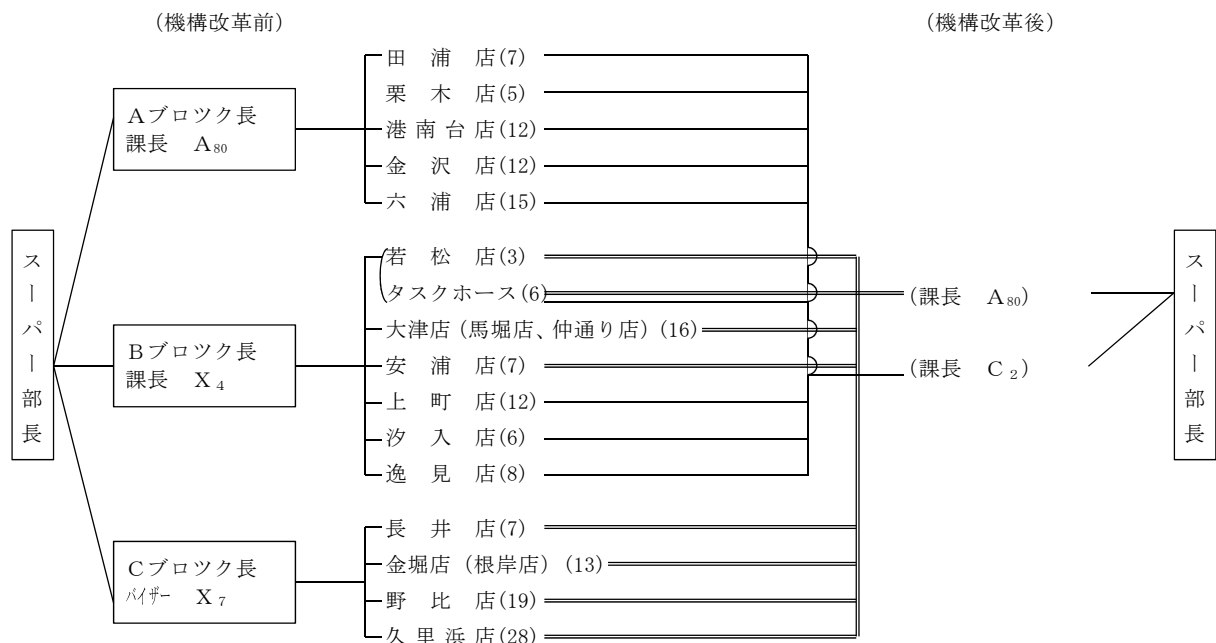 (機構改革前)
(機構改革後)
スーパー部長
Aブロツク長
課長 A₈₀
Bブロツク長
課長 X₄
Cブロツク長
バイザー X₇
田浦店(7)
栗木店(5)
港南台店(12)
金沢店(12)
六浦店(15)
若松店(3)
タスクホース(6)
大津店(馬堀店、仲通り店)(16)
安浦店(7)
上町店(12)
汐入店(6)
逸見店(8)
長井店(7)
金堀店(根岸店)(13)
野比店(19)
久里浜店(28)
(課長 A₈₀)
(課長 C₂)
スーパー部長